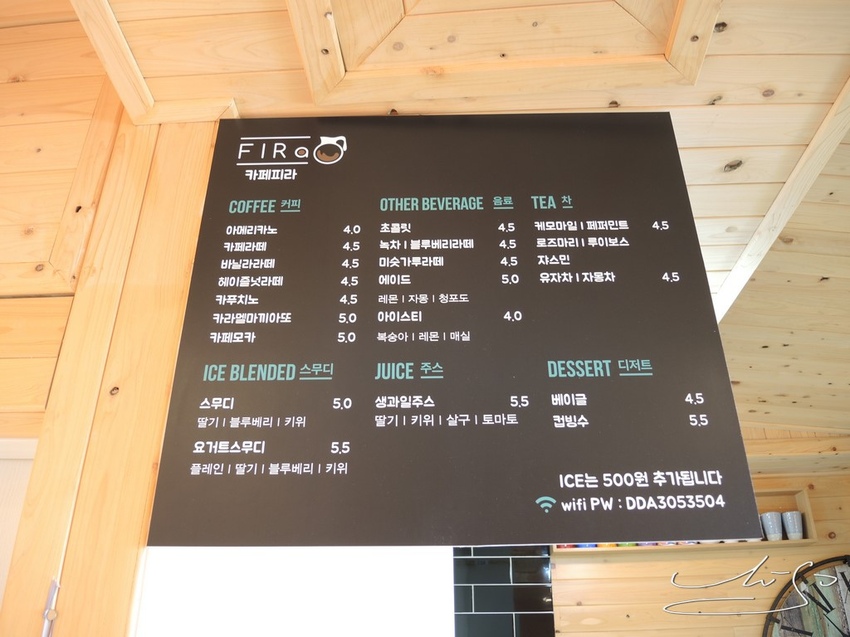 FIRa
카페피라
COFFEE 커피
아메리카노 4.0
카페라떼 4.5
바닐라라떼 4.5
헤이즐넛라떼 4.5
카푸치노 4.5
카라멜마끼아또 5.0
카페모카 5.0
OTHER BEVERAGE 음료
초콜릿 4.5
녹차 | 블루베리라떼 4.5
미숫가루라떼 4.5
에이드 5.0
레몬 | 자몽 | 청포도
아이스티 4.0
복숭아 | 레몬 | 매실
TEA 차
케모마일 | 페퍼민트 4.5
로즈마리 | 루이보스
쟈스민
유자차 | 자몽차 4.5
ICE BLENDED 스무디
스무디 5.0
딸기 | 블루베리 | 키위
요거트스무디 5.5
플레인 | 딸기 | 블루베리 | 키위
JUICE 주스
생과일주스 5.5
딸기 | 키위 | 살구 | 토마토
DESSERT 디저트
베이글 4.5
컵빙수 5.5
ICE는 500원 추가됩니다
wifi PW : DDA3053504